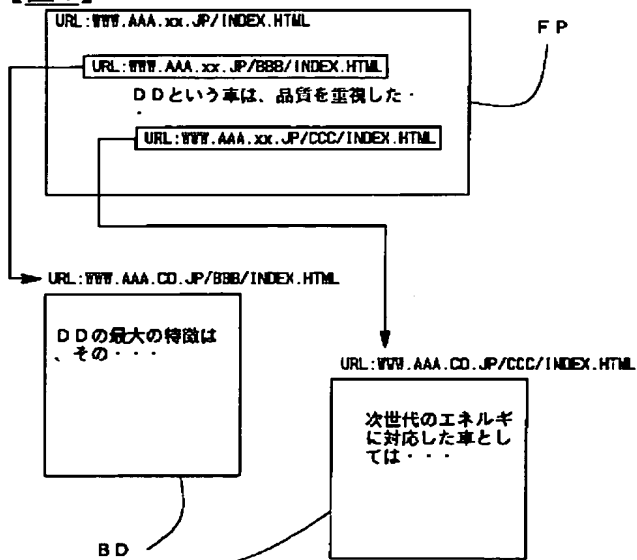 URL:WWW.AAA.xx.JP/INDEX.HTML
FP
URL:WWW.AAA.xx.JP/BBB/INDEX.HTML
DDという車は、品質を重視した・
・
URL:WWW.AAA.xx.JP/CCC/INDEX.HTML
URL:WWW.AAA.CO.JP/BBB/INDEX.HTML
DDの最大の特徴は
、その・・・
URL:WWW.AAA.CO.JP/CCC/INDEX.HTML
次世代のエネルギ
に対応した車とし
ては・・・
BD